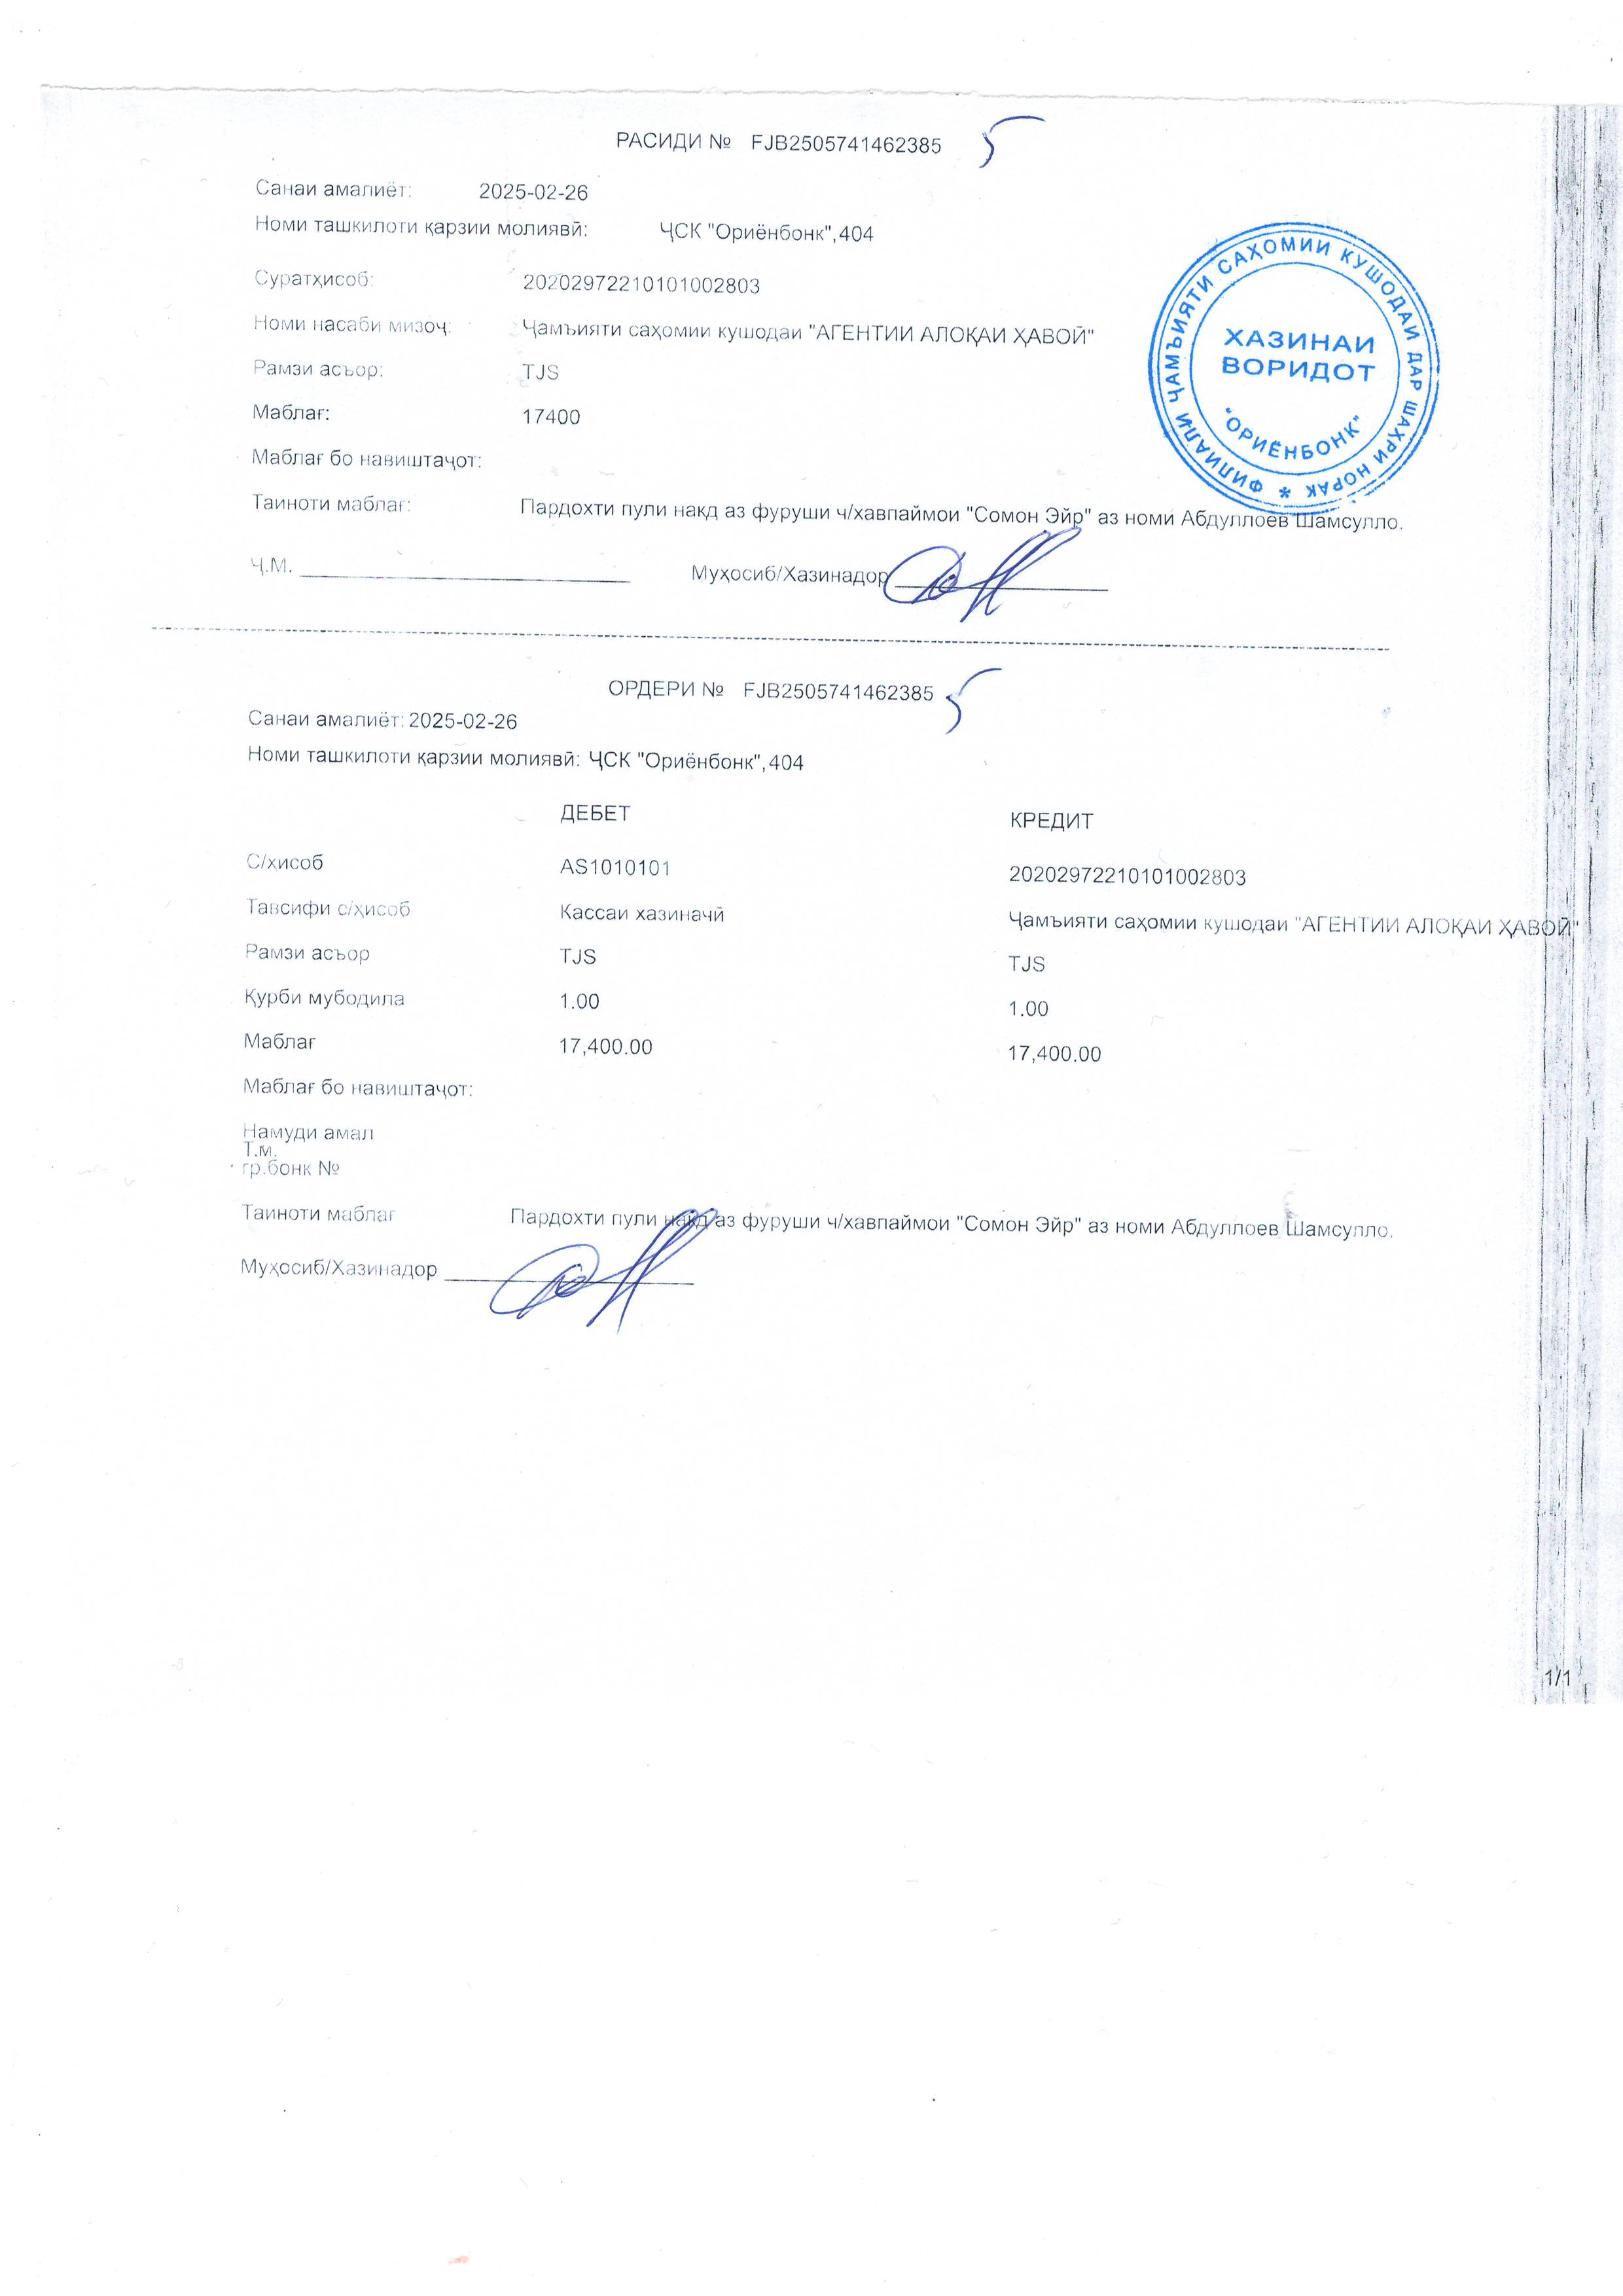 РАСИДИ № FJB2505741462385
Санаи амалиёт: 2025-02-26
Номи ташкилоти қарзии молиявӣ: ҶСК "Ориёнбонк",404
Суратҳисоб: 20202972210101002803
Номи насаби мизоҷ: Ҷамъияти саҳомии кушодаи "АГЕНТИИ АЛОҚАИ ҲАВОӢ"
Рамзи асъор: TJS
Маблағ: 17400
Маблағ бо навиштаҷот:
Таиноти маблағ: Пардохти пули накд аз фуруши ч/хавпаймои "Сомон Эйр" аз номи Абдуллоев Шамсулло.
Ҷ.М. Муҳосиб/Хазинадор
ФИЛИАЛИ ҶАМЪИЯТИ САҲОМИИ КУШОДАИ ДАР ШАҲРИ НОРАК *
ХАЗИНАИ
ВОРИДОТ
"ОРИЁНБОНК"
ОРДЕРИ № FJB2505741462385
Санаи амалиёт: 2025-02-26
Номи ташкилоти қарзии молиявӣ: ҶСК "Ориёнбонк",404
ДЕБЕТ КРЕДИТ
С/ҳисоб AS1010101 20202972210101002803
Тавсифи с/ҳисоб Кассаи хазиначӣ Ҷамъияти саҳомии кушодаи "АГЕНТИИ АЛОҚАИ ҲАВОӢ"
Рамзи асъор TJS TJS
Қурби мубодила 1.00 1.00
Маблағ 17,400.00 17,400.00
Маблағ бо навиштаҷот:
Намуди амал
Т.м.
гр.бонк №
Таиноти маблағ Пардохти пули накд аз фуруши ч/хавпаймои "Сомон Эйр" аз номи Абдуллоев Шамсулло.
Муҳосиб/Хазинадор
1/1